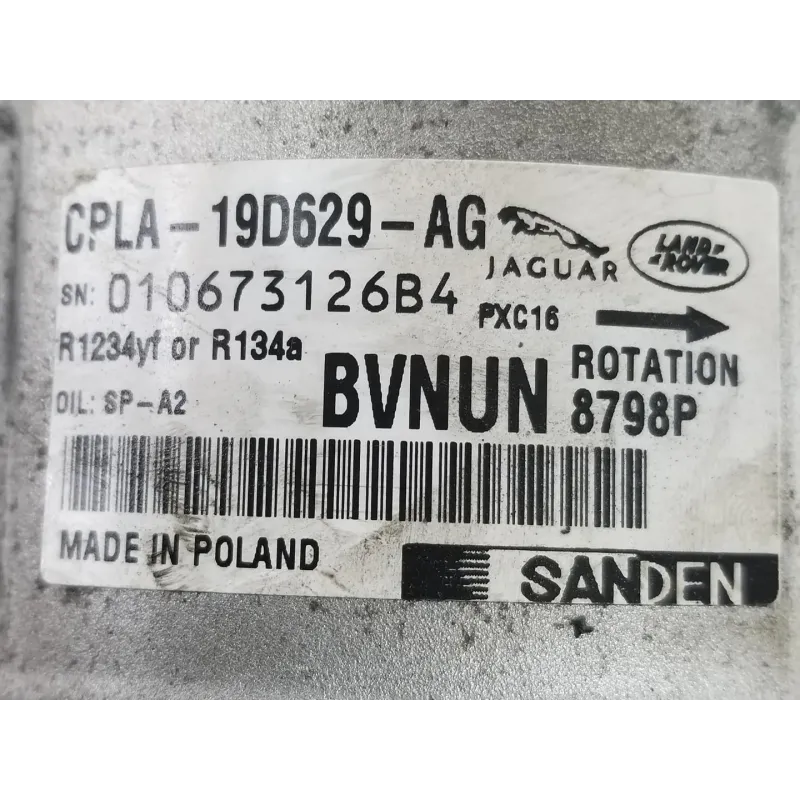 CPLA-19D629-AG
JAGUAR
LAND-
-ROVER
SN: 010673126B4
PXC16
R1234yf or R134a
ROTATION
OIL: SP-A2
BVNUN
8798P
MADE IN POLAND
SANDEN